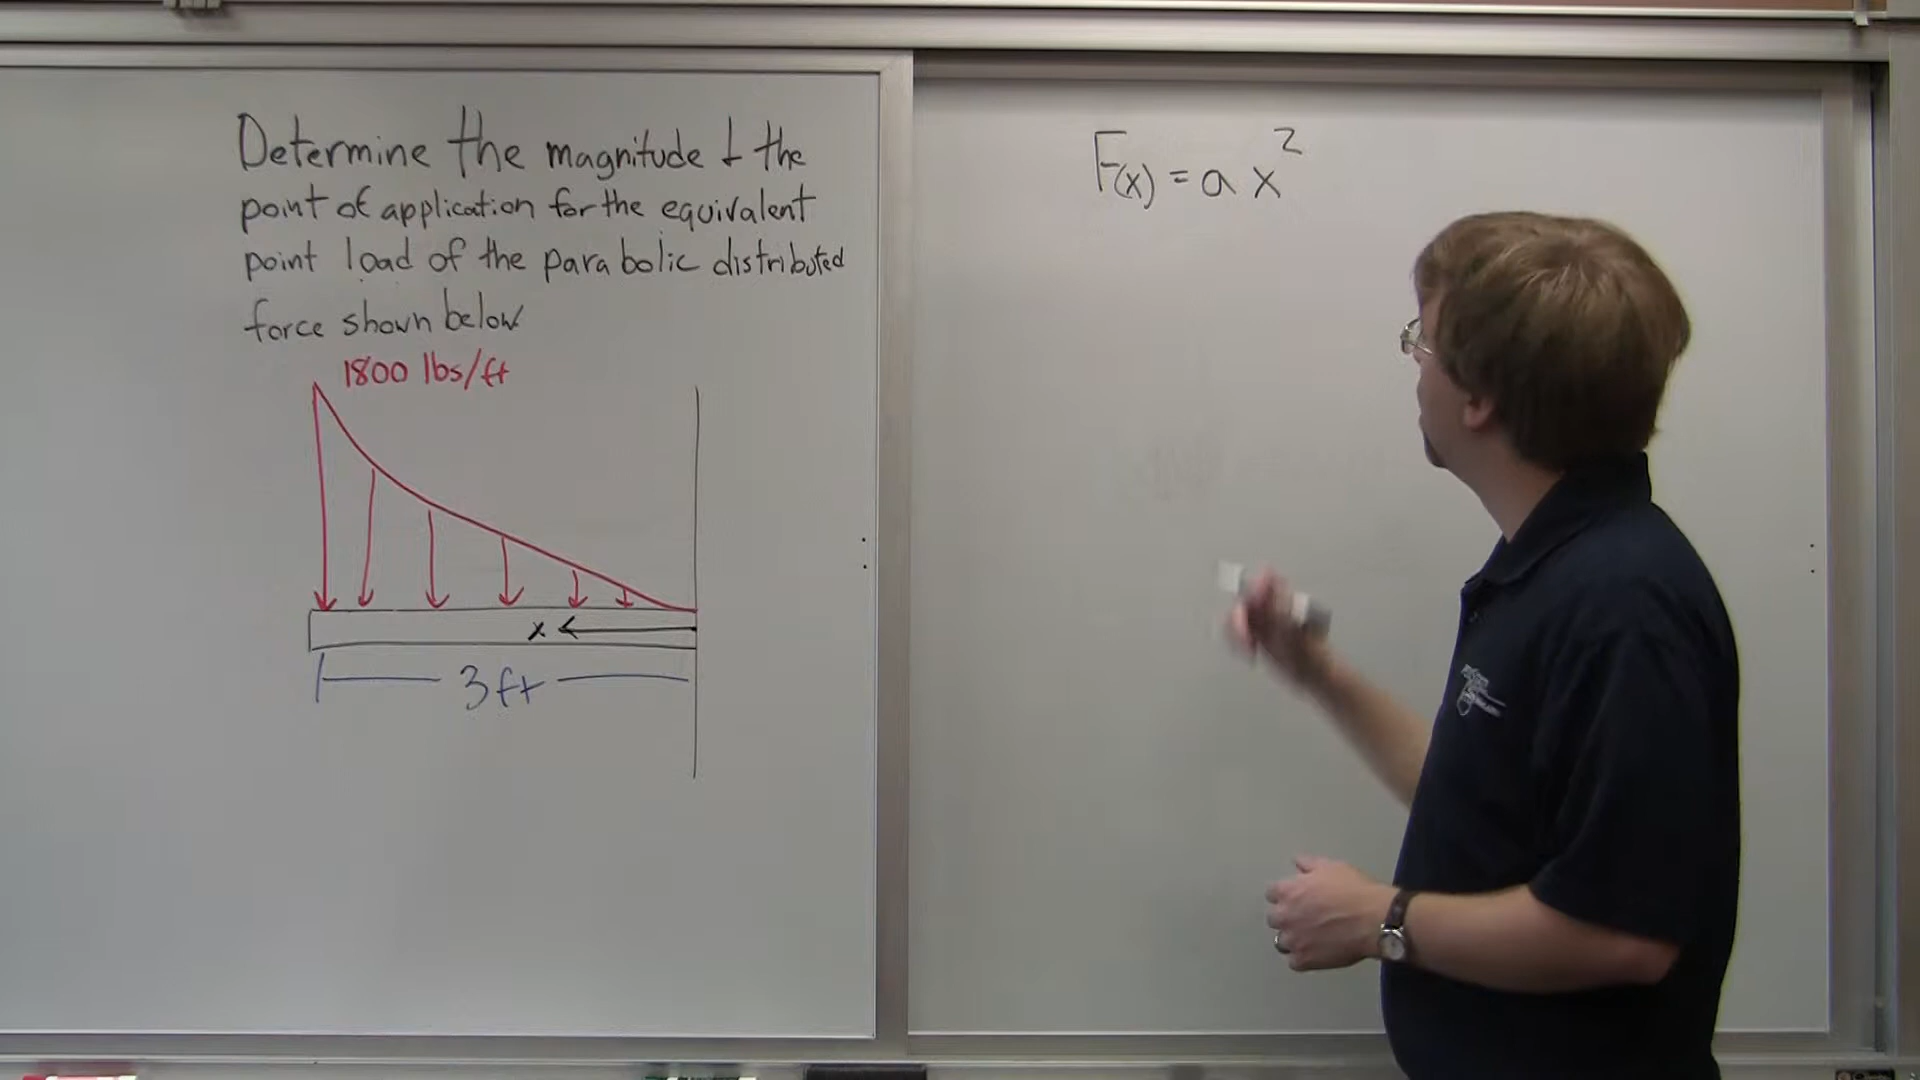 Determine the magnitude & the
point of application for the equivalent
point load of the parabolic distributed
force shown below.
1800 lbs/ft
x
3 ft
F(x) = a x²